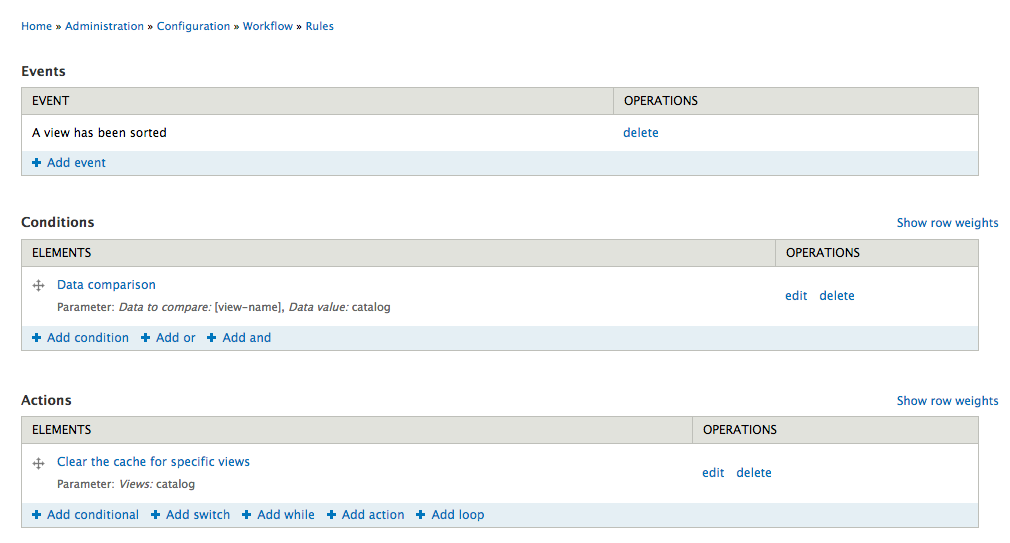 Home » Administration » Configuration » Workflow » Rules
Events
EVENT OPERATIONS
A view has been sorted delete
Add event
Conditions Show row weights
ELEMENTS OPERATIONS
Data comparison
edit delete
Parameter: Data to compare: [view-name], Data value: catalog
Add condition Add or Add and
Actions Show row weights
ELEMENTS OPERATIONS
Clear the cache for specific views
edit delete
Parameter: Views: catalog
Add conditional Add switch Add while Add action Add loop